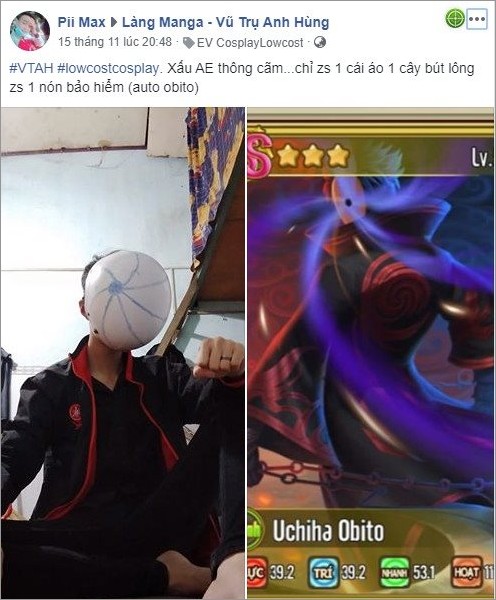 Pii Max ▸ Làng Manga - Vũ Trụ Anh Hùng
15 tháng 11 lúc 20:48 · EV CosplayLowcost ·
#VTAH #lowcostcosplay. Xấu AE thông cãm...chỉ zs 1 cái áo 1 cây bút lông
zs 1 nón bảo hiểm (auto obito)
S
Lv.
Uchiha Obito
LỰC 39.2 TRÍ 39.2 NHANH 53.1 HOẠT 11